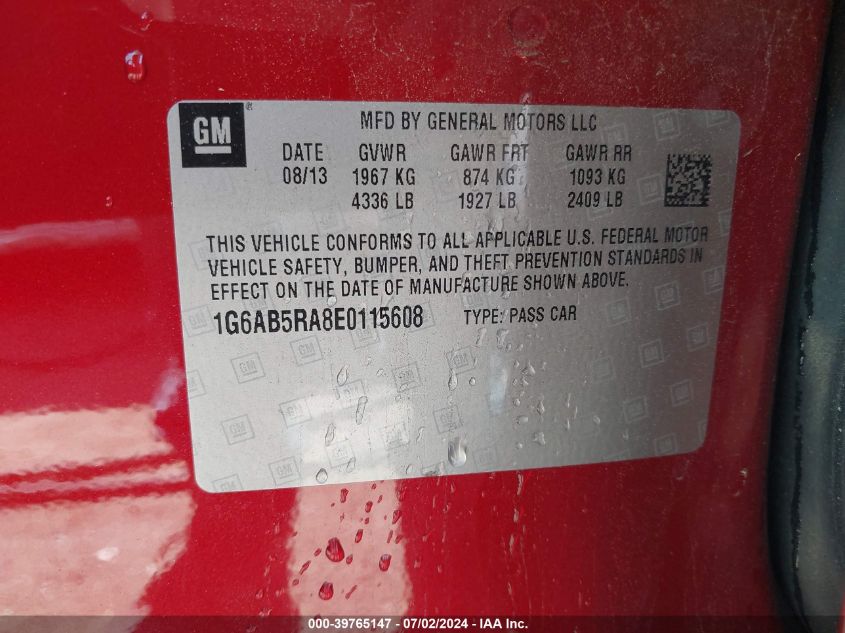 GM
MFD BY GENERAL MOTORS LLC
DATE GVWR GAWR FRT GAWR RR
08/13 1967 KG 874 KG 1093 KG
4336 LB 1927 LB 2409 LB
THIS VEHICLE CONFORMS TO ALL APPLICABLE U.S. FEDERAL MOTOR
VEHICLE SAFETY, BUMPER, AND THEFT PREVENTION STANDARDS IN
EFFECT ON THE DATE OF MANUFACTURE SHOWN ABOVE.
1G6AB5RA8E0115608 TYPE: PASS CAR
000-39765147 - 07/02/2024 - IAA Inc.